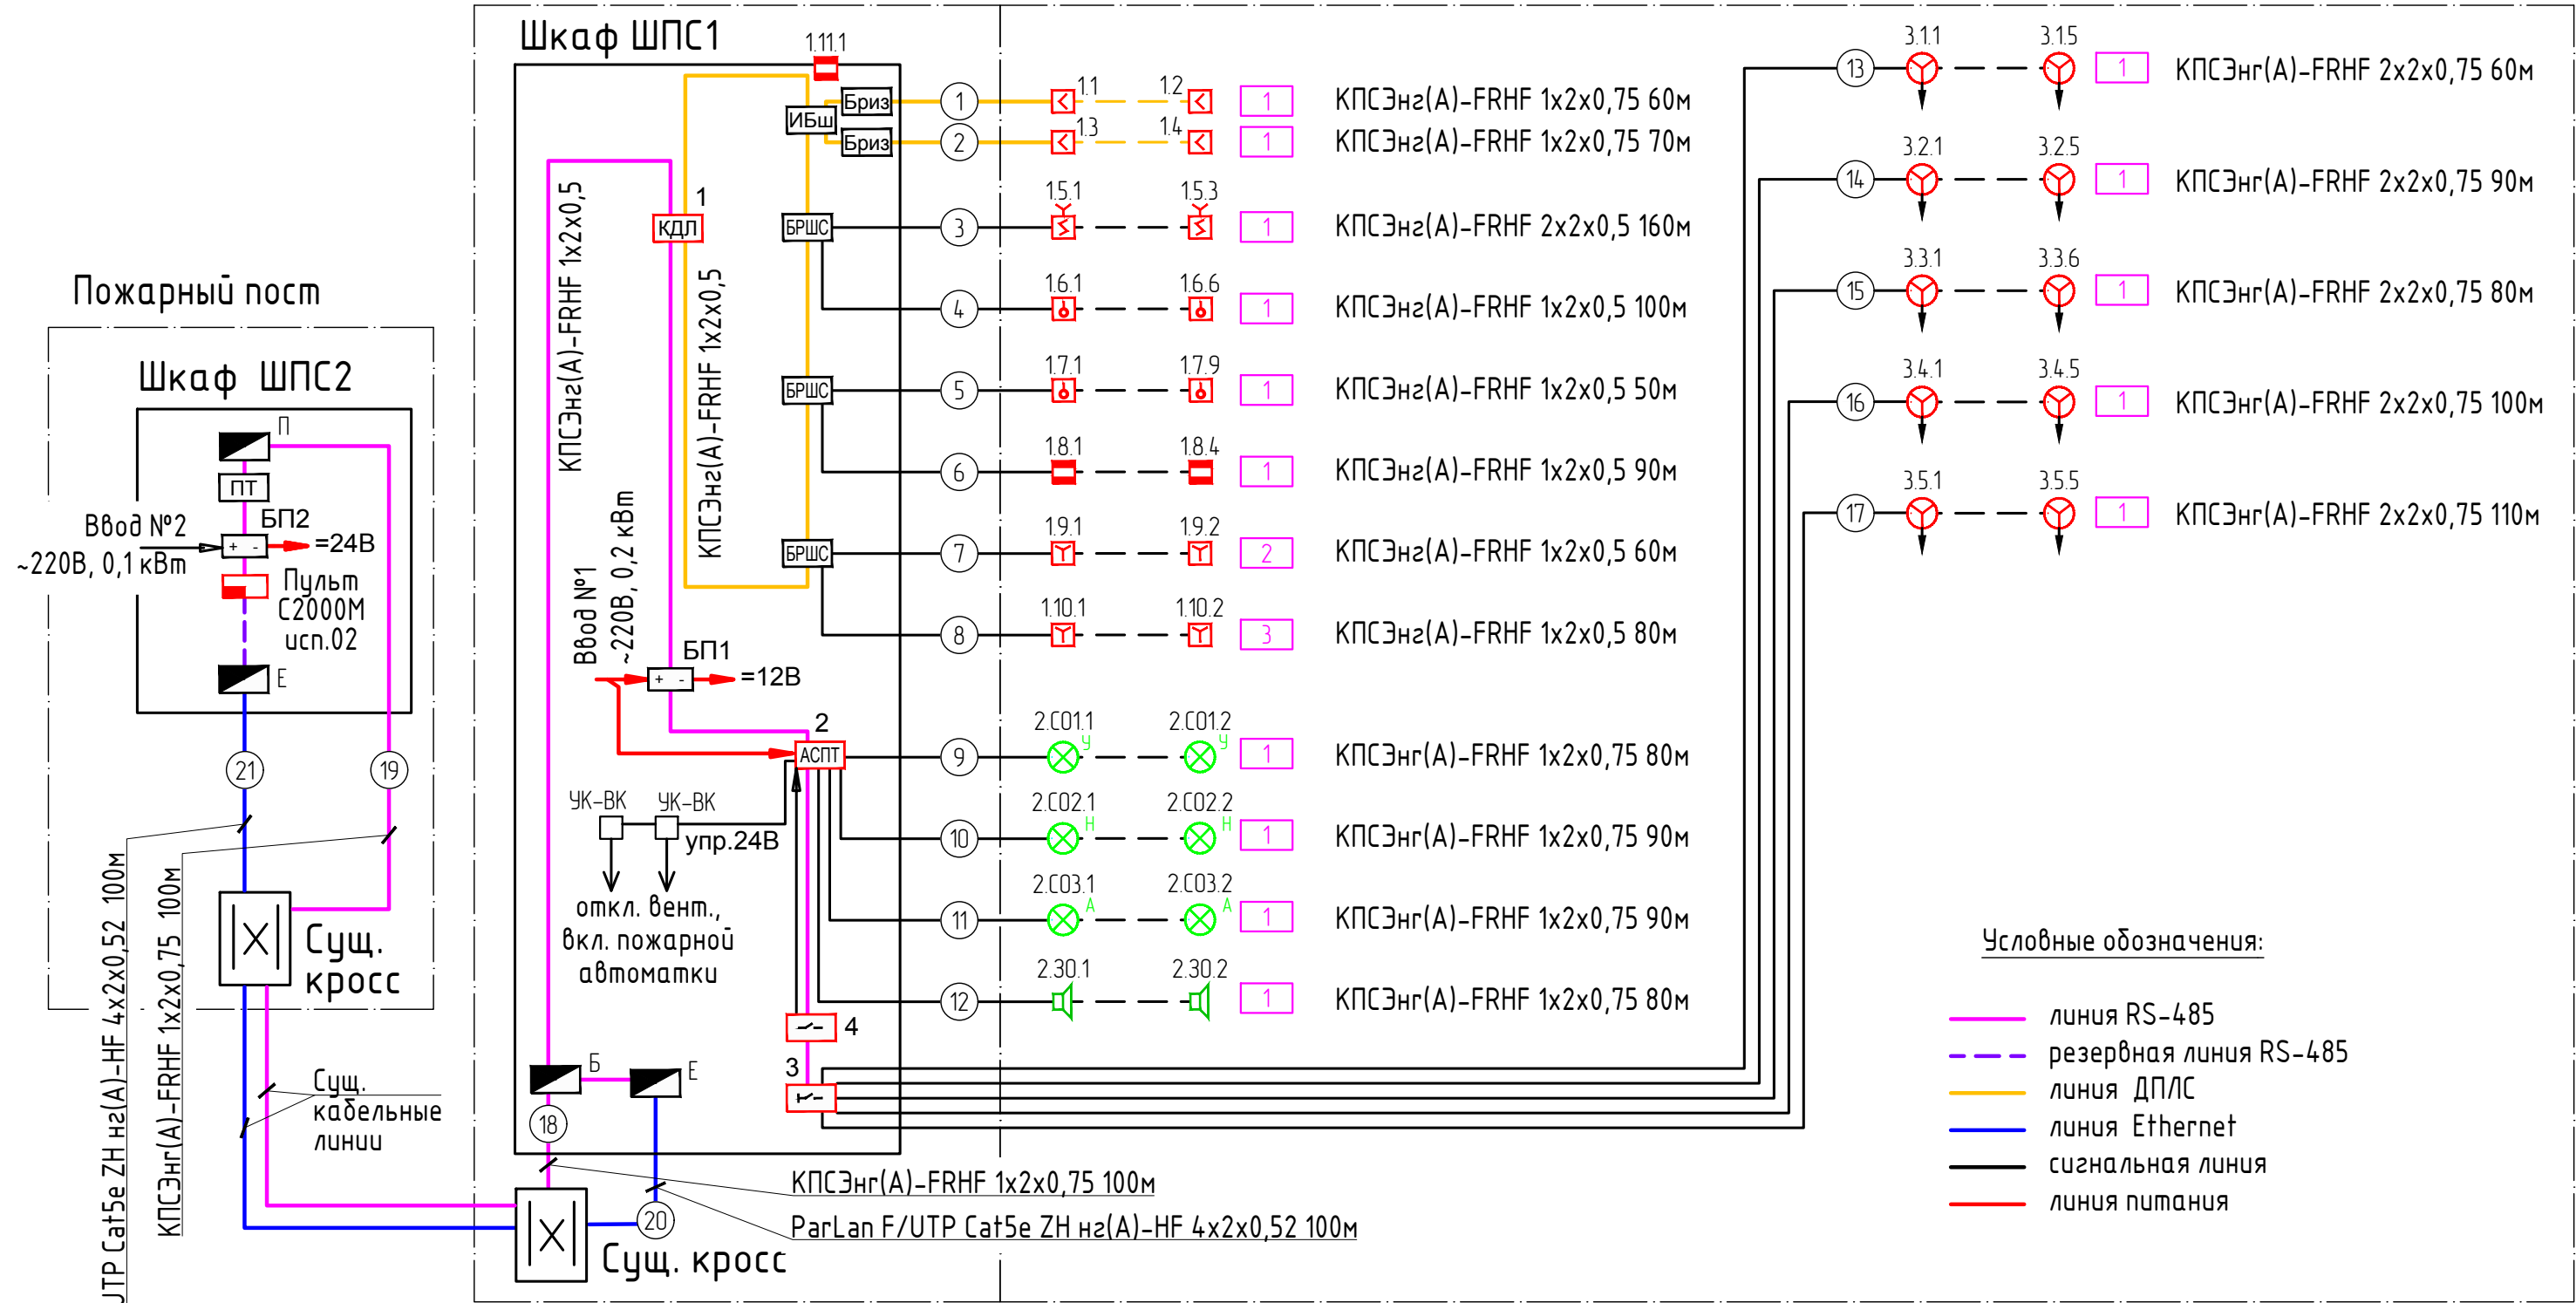 Пожарный пост
Шкаф ШПС2
П
ПТ
БП2
Ввод №2
~220В, 0,1 кВт
+ -
=24В
Пульт
С2000М
исп.02
Е
21
19
UTP Cat5e ZH нг(А)-HF 4х2х0,52 100м
КПСЭнг(А)-FRHF 1х2х0,75 100м
Сущ.
кросс
Сущ.
кабельные
линии
Шкаф ШПС1
1.11.1
Бриз
ИБш
Бриз
КПСЭнг(А)-FRHF 1х2х0,5
1
КДЛ
КПСЭнг(А)-FRHF 1х2х0,5
БРШС
БРШС
БРШС
Ввод №1
~220В, 0,2 кВт
БП1
+ -
=12В
2
АСПТ
УК-ВК
УК-ВК
упр.24В
откл. вент.,
вкл. пожарной
автоматки
4
3
Б
Е
18
20
КПСЭнг(А)-FRHF 1х2х0,75 100м
ParLan F/UTP Cat5e ZH нг(А)-HF 4х2х0,52 100м
Сущ. кросс
1 1.1 1.2 1 КПСЭнг(А)-FRHF 1х2х0,75 60м
2 1.3 1.4 1 КПСЭнг(А)-FRHF 1х2х0,75 70м
3 1.5.1 1.5.3 1 КПСЭнг(А)-FRHF 2х2х0,5 160м
4 1.6.1 1.6.6 1 КПСЭнг(А)-FRHF 1х2х0,5 100м
5 1.7.1 1.7.9 1 КПСЭнг(А)-FRHF 1х2х0,5 50м
6 1.8.1 1.8.4 1 КПСЭнг(А)-FRHF 1х2х0,5 90м
7 1.9.1 1.9.2 2 КПСЭнг(А)-FRHF 1х2х0,5 60м
8 1.10.1 1.10.2 3 КПСЭнг(А)-FRHF 1х2х0,5 80м
9 2.СО1.1 У 2.СО1.2 У 1 КПСЭнг(А)-FRHF 1х2х0,75 80м
10 2.СО2.1 Н 2.СО2.2 Н 1 КПСЭнг(А)-FRHF 1х2х0,75 90м
11 2.СО3.1 А 2.СО3.2 А 1 КПСЭнг(А)-FRHF 1х2х0,75 90м
12 2.ЗО.1 2.ЗО.2 1 КПСЭнг(А)-FRHF 1х2х0,75 80м
13 3.1.1 3.1.5 1 КПСЭнг(А)-FRHF 2х2х0,75 60м
14 3.2.1 3.2.5 1 КПСЭнг(А)-FRHF 2х2х0,75 90м
15 3.3.1 3.3.6 1 КПСЭнг(А)-FRHF 2х2х0,75 80м
16 3.4.1 3.4.5 1 КПСЭнг(А)-FRHF 2х2х0,75 100м
17 3.5.1 3.5.5 1 КПСЭнг(А)-FRHF 2х2х0,75 110м
Условные обозначения:
линия RS-485
резервная линия RS-485
линия ДПЛС
линия Ethernet
сигнальная линия
линия питания